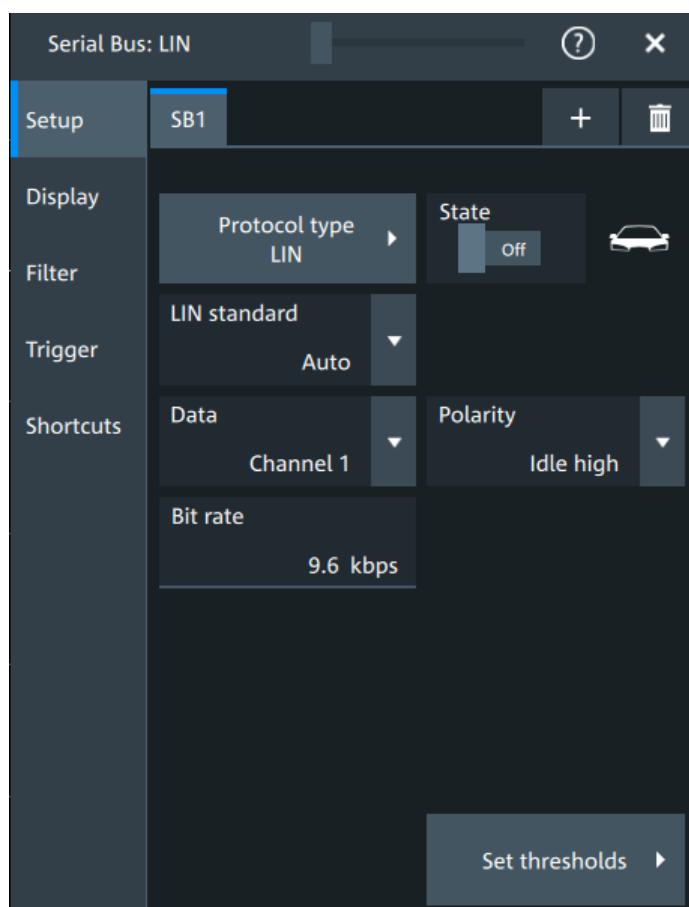 Serial Bus: LIN
?
Setup
SB1
+
Display
Protocol type
LIN
State
Off
Filter
LIN standard
Auto
Trigger
Shortcuts
Data
Channel 1
Polarity
Idle high
Bit rate
9.6 kbps
Set thresholds